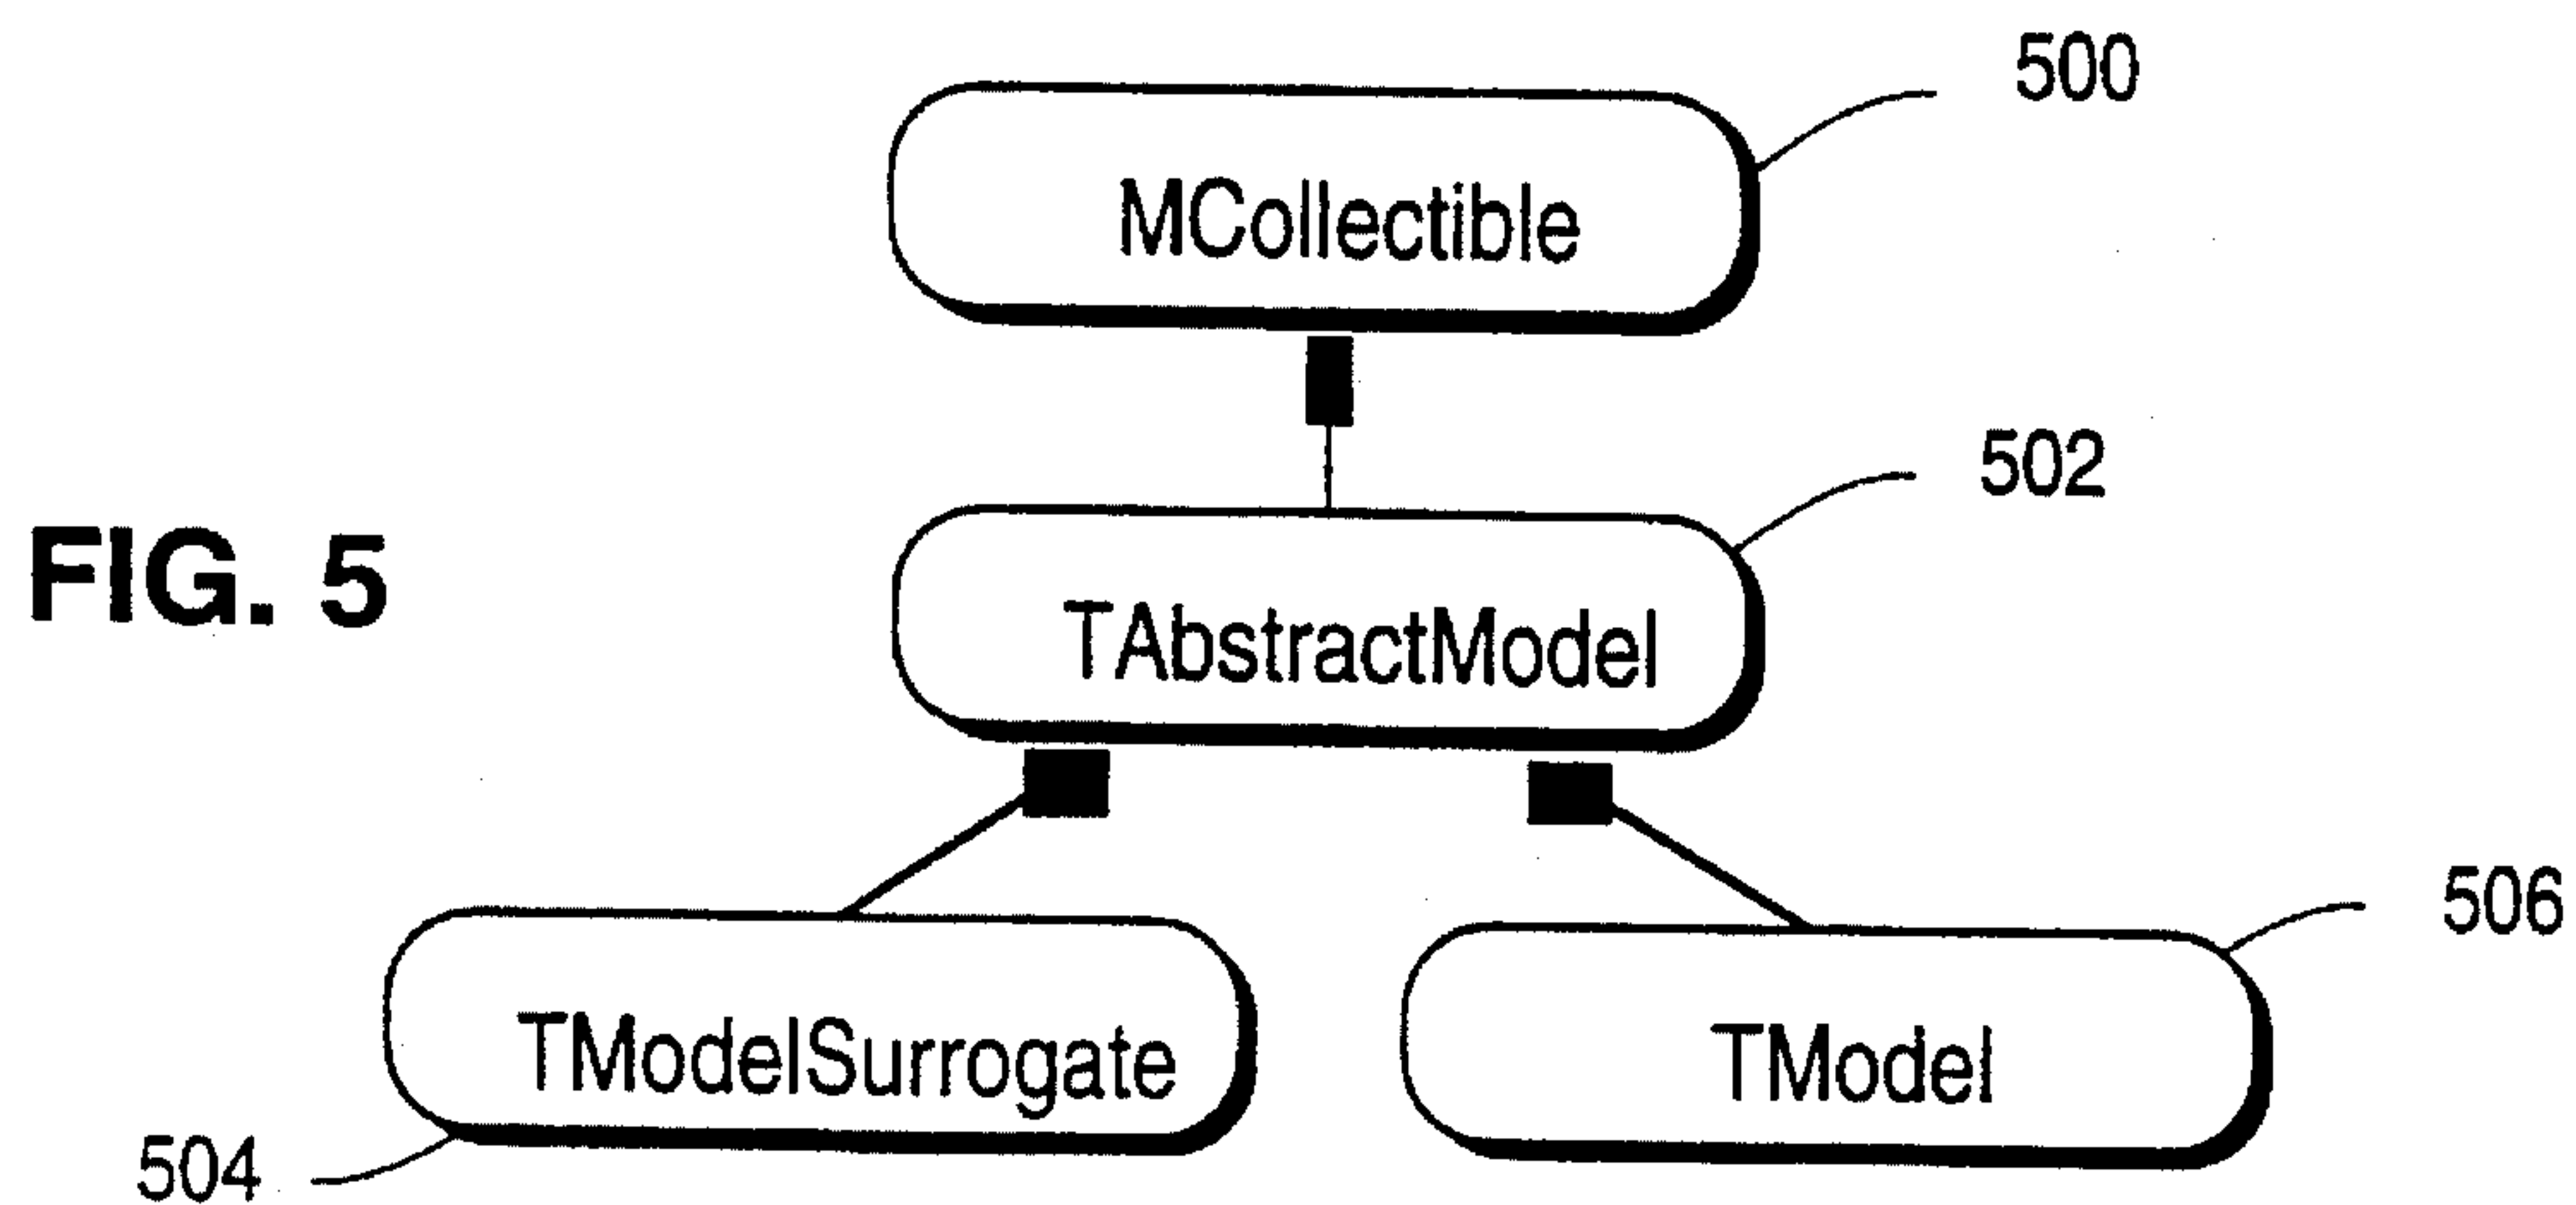 500
MCollectible
502
FIG. 5
TAbstractModel
506
TModelSurrogate
TModel
504